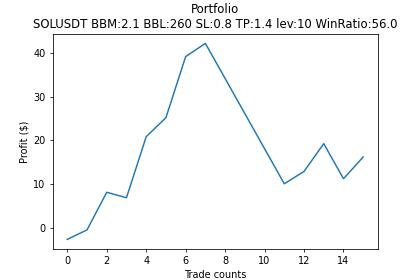 Portfolio
SOLUSDT BBM:2.1 BBL:260 SL:0.8 TP:1.4 lev:10 WinRatio:56.0
40
30
20
10
0
Profit ($)
0 2 4 6 8 10 12 14
Trade counts